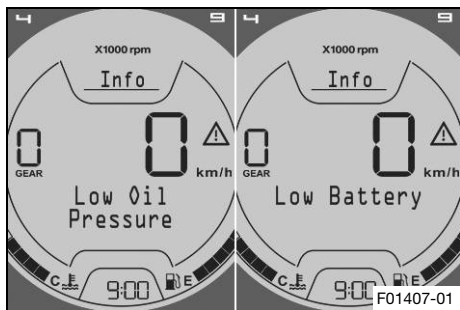 4 9
X1000 rpm
Info
0 0
GEAR km/h
Low Oil
Pressure
C E
9:00
4 9
X1000 rpm
Info
0 0
GEAR km/h
Low Battery
C E
9:00
F01407-01